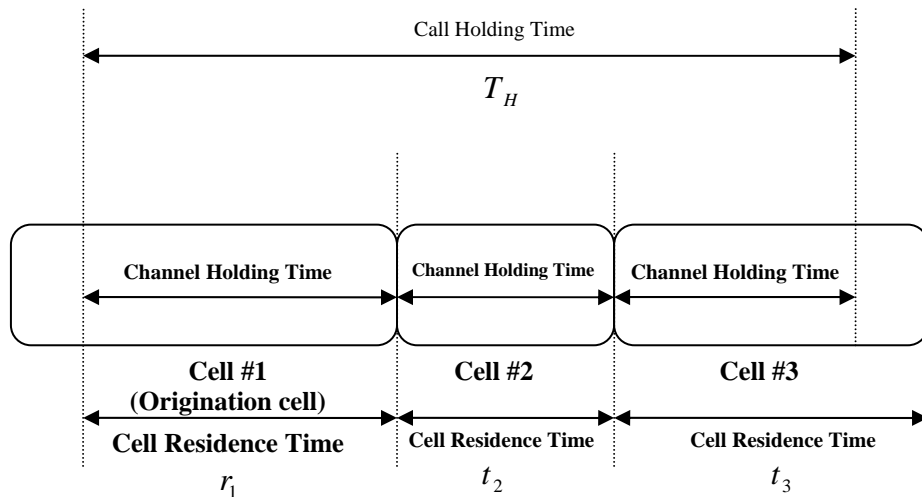 Call Holding Time
T_H
Channel Holding Time Channel Holding Time Channel Holding Time
Cell #1 Cell #2 Cell #3
(Origination cell)
Cell Residence Time Cell Residence Time Cell Residence Time
r_1 t_2 t_3